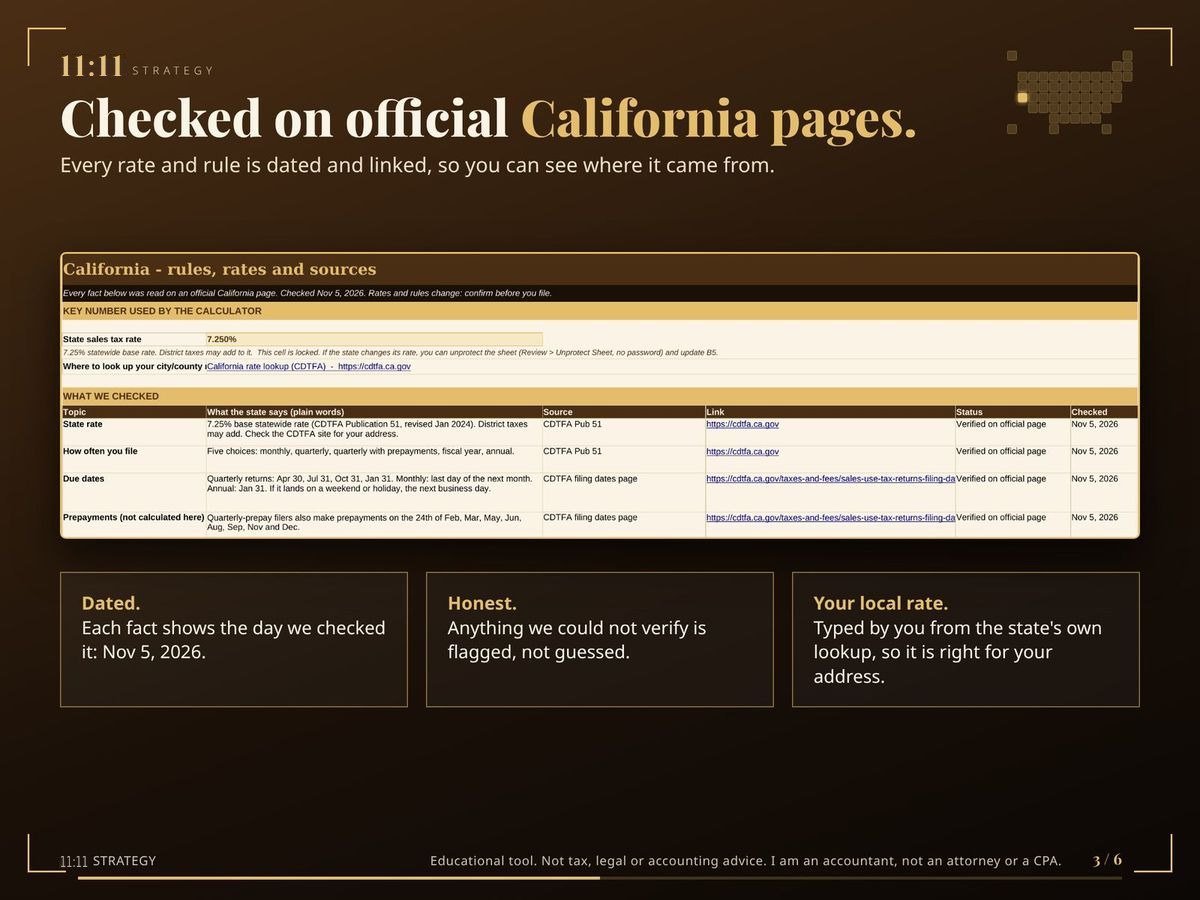 11:11 STRATEGY
Checked on official California pages.
Every rate and rule is dated and linked, so you can see where it came from.
California - rules, rates and sources
Every fact below was read on an official California page. Checked Nov 5, 2026. Rates and rules change: confirm before you file.
KEY NUMBER USED BY THE CALCULATOR
State sales tax rate 7.250%
7.25% statewide base rate. District taxes may add to it. This cell is locked. If the state changes its rate, you can unprotect the sheet (Review > Unprotect Sheet, no password) and update B5.
Where to look up your city/county California rate lookup (CDTFA) - https://cdtfa.ca.gov
WHAT WE CHECKED
Topic What the state says (plain words) Source Link Status Checked
State rate 7.25% base statewide rate (CDTFA Publication 51, revised Jan 2024). District taxes CDTFA Pub 51 https://cdtfa.ca.gov Verified on official page Nov 5, 2026
may add. Check the CDTFA site for your address.
How often you file Five choices: monthly, quarterly, quarterly with prepayments, fiscal year, annual. CDTFA Pub 51 https://cdtfa.ca.gov Verified on official page Nov 5, 2026
Due dates Quarterly returns: Apr 30, Jul 31, Oct 31, Jan 31. Monthly: last day of the next month. CDTFA filing dates page https://cdtfa.ca.gov/taxes-and-fees/sales-use-tax-returns-filing-da Verified on official page Nov 5, 2026
Annual: Jan 31. If it lands on a weekend or holiday, the next business day.
Prepayments (not calculated here) Quarterly-prepay filers also make prepayments on the 24th of Feb, Mar, May, Jun, CDTFA filing dates page https://cdtfa.ca.gov/taxes-and-fees/sales-use-tax-returns-filing-da Verified on official page Nov 5, 2026
Aug, Sep, Nov and Dec.
Dated.
Each fact shows the day we checked
it: Nov 5, 2026.
Honest.
Anything we could not verify is
flagged, not guessed.
Your local rate.
Typed by you from the state's own
lookup, so it is right for your
address.
11:11 STRATEGY
Educational tool. Not tax, legal or accounting advice. I am an accountant, not an attorney or a CPA.
3 / 6